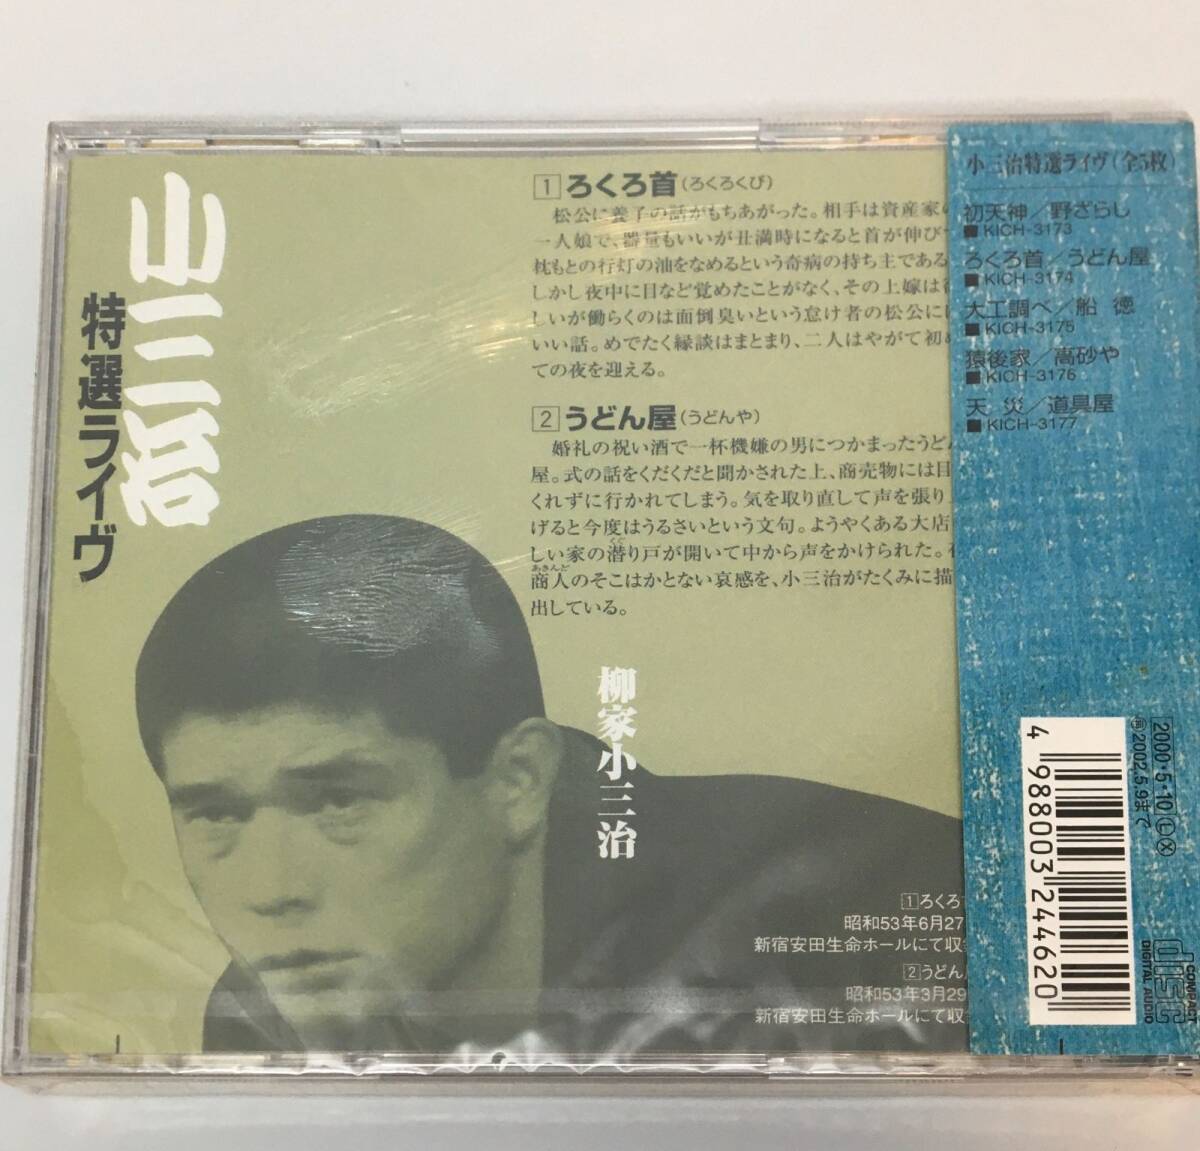 小三治
特選ライヴ
1 ろくろ首(ろくろくび)
松公に養子の話がもちあがった。相手は資産家の
一人娘で、器量もいいが丑満時になると首が伸びて
枕もとの行灯の油をなめるという奇病の持ち主である
しかし夜中に目など覚めたことがなく、その上嫁は
しいが働らくのは面倒臭いという怠け者の松公に
いい話。めでたく縁談はまとまり、二人はやがて初め
ての夜を迎える。
2 うどん屋(うどんや)
婚礼の祝い酒で一杯機嫌の男につかまったうどん
屋。式の話をくだくだと聞かされた上、商売物には目
くれずに行かれてしまう。気を取り直して声を張り
げると今度はうるさいという文句。ようやくある大店
しい家の潜り戸が開いて中から声をかけられた。
商人のそこはかとない哀感を、小三治がたくみに描
出している。
柳家小三治
1 ろくろ
昭和53年6月27
新宿安田生命ホールにて収
2 うどん
昭和53年3月29
新宿安田生命ホールにて収
小三治特選ライヴ(全5枚)
初天神/野ざらし
■KICH-3173
ろくろ首/うどん屋
■KICH-3174
大工調べ/船 徳
■KICH-3175
猿後家/高砂や
■KICH-3176
天 災/道具屋
■KICH-3177
2000・5・10 Ⓛ Ⓧ
再2002.5.9まで
4 988003 244620
COMPACT
disc
DIGITAL AUDIO